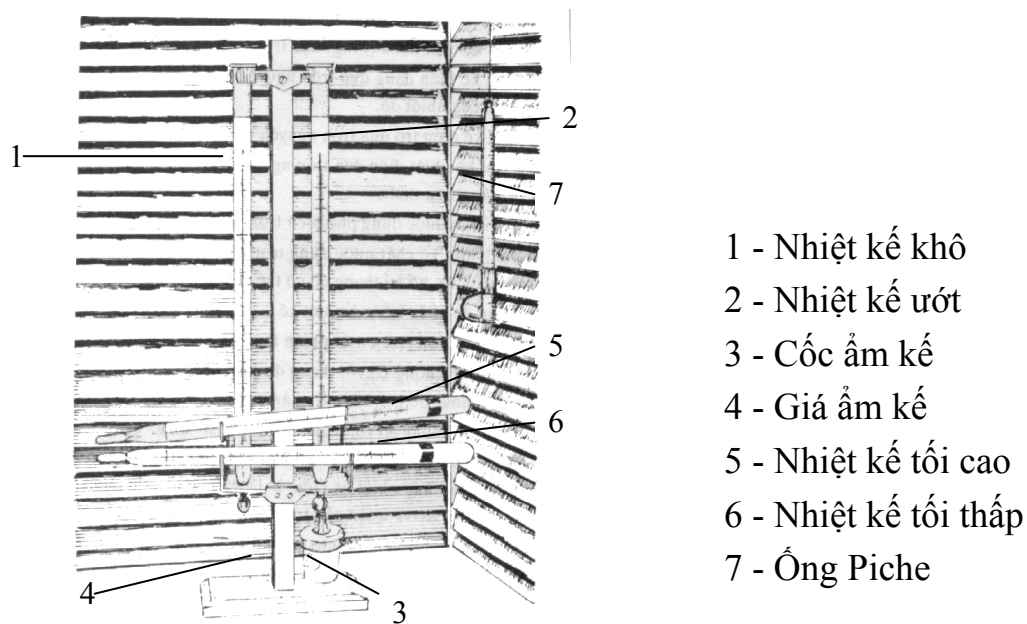 1
2
7
5
6
4
3
1 - Nhiệt kế khô
2 - Nhiệt kế ướt
3 - Cốc ẩm kế
4 - Giá ẩm kế
5 - Nhiệt kế tối cao
6 - Nhiệt kế tối thấp
7 - Ống Piche